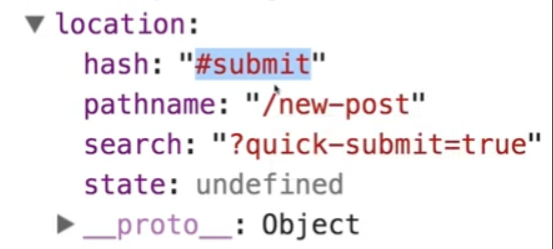 ▼ location:
hash: "#submit"
pathname: "/new-post"
search: "?quick-submit=true"
state: undefined
▶ __proto__: Object